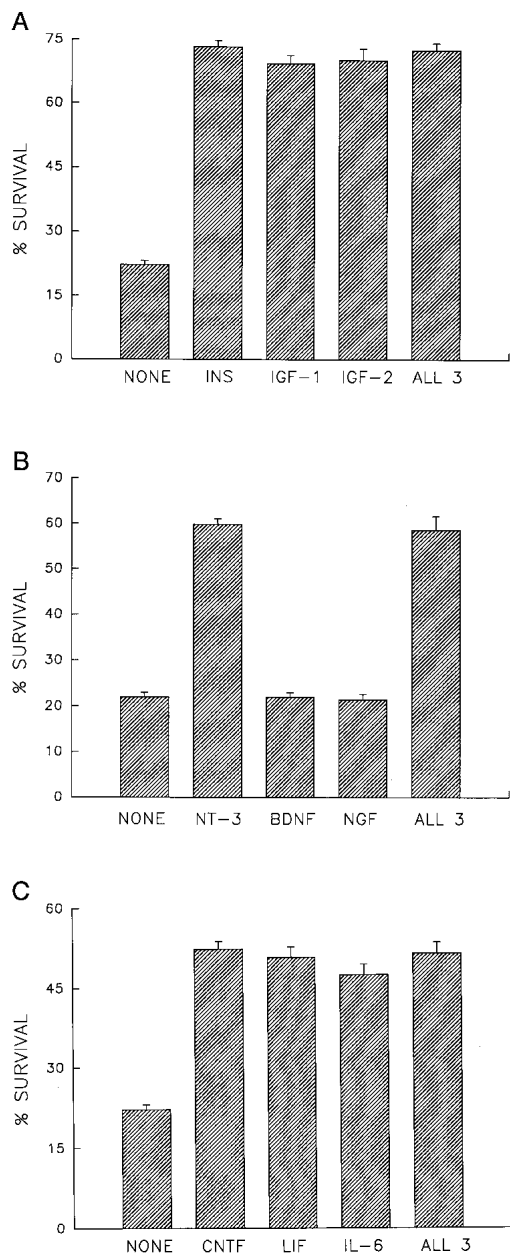 A
75
60
45
30
15
0
% SURVIVAL
NONE INS IGF-1 IGF-2 ALL 3
B
70
60
50
40
30
20
10
0
% SURVIVAL
NONE NT-3 BDNF NGF ALL 3
C
60
45
30
15
0
% SURVIVAL
NONE CNTF LIF IL-6 ALL 3